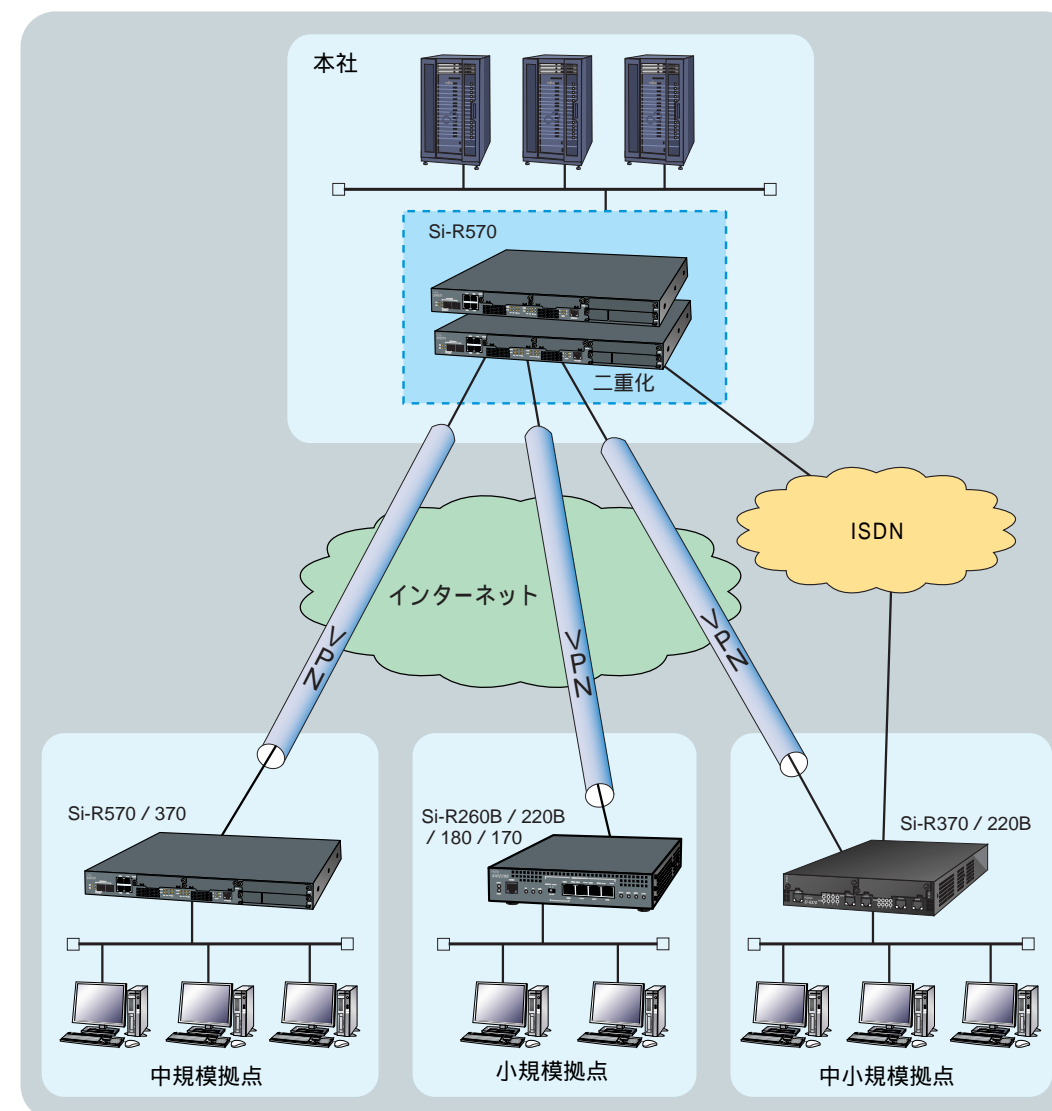 本社
Si-R570
二重化
ISDN
インターネット
VPN
VPN
VPN
Si-R570 / 370
Si-R260B / 220B
/ 180 / 170
Si-R370 / 220B
中規模拠点
小規模拠点
中小規模拠点